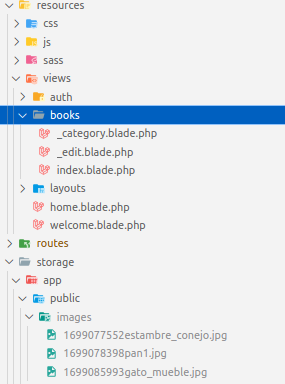 resources
css
js
sass
views
auth
books
_category.blade.php
_edit.blade.php
index.blade.php
layouts
home.blade.php
welcome.blade.php
routes
storage
app
public
images
1699077552estambre_conejo.jpg
1699078398pan1.jpg
1699085993gato_mueble.jpg